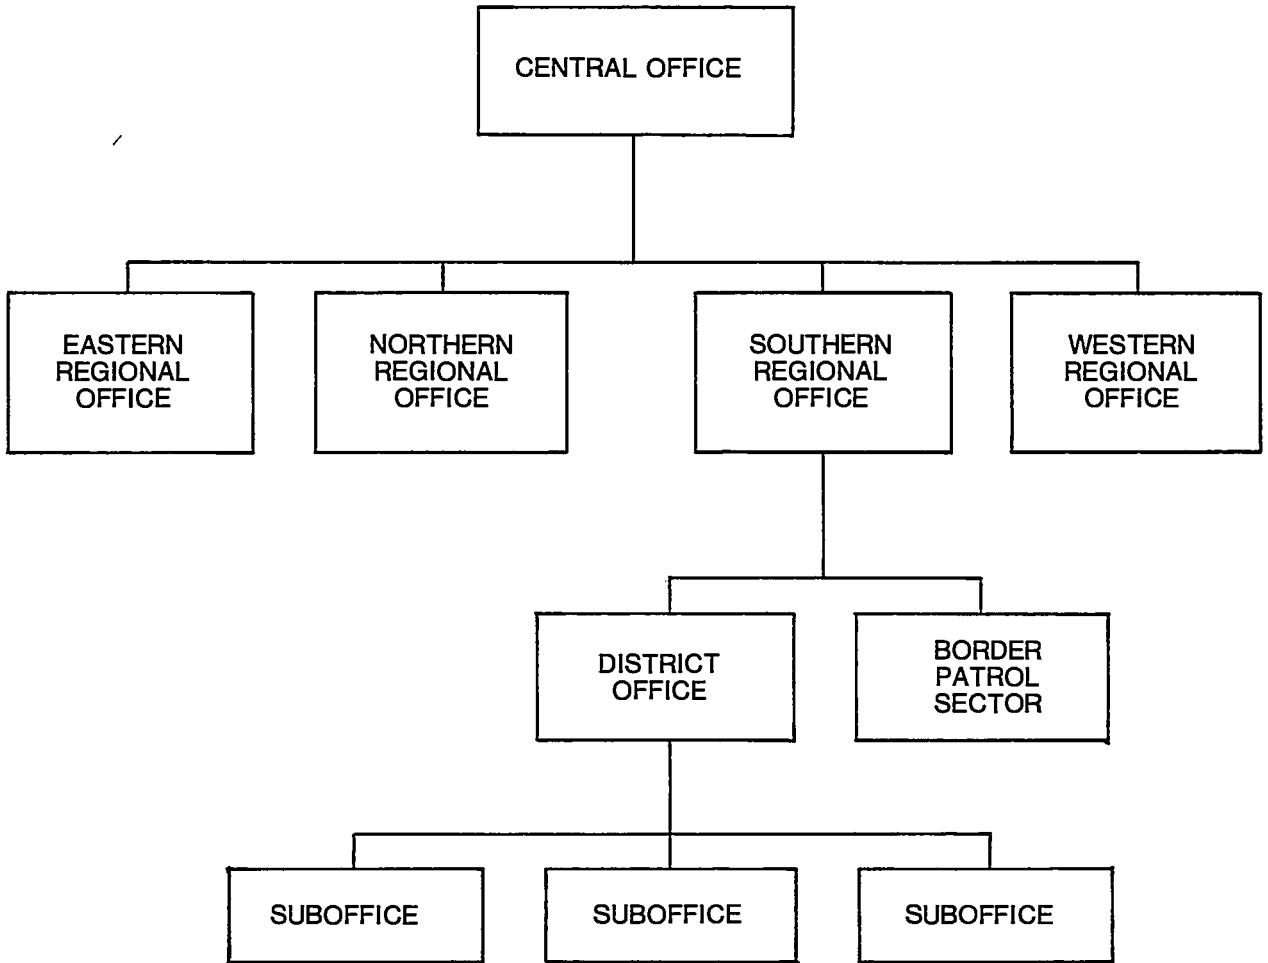 CENTRAL OFFICE
EASTERN
REGIONAL
OFFICE
NORTHERN
REGIONAL
OFFICE
SOUTHERN
REGIONAL
OFFICE
WESTERN
REGIONAL
OFFICE
DISTRICT
OFFICE
BORDER
PATROL
SECTOR
SUBOFFICE
SUBOFFICE
SUBOFFICE